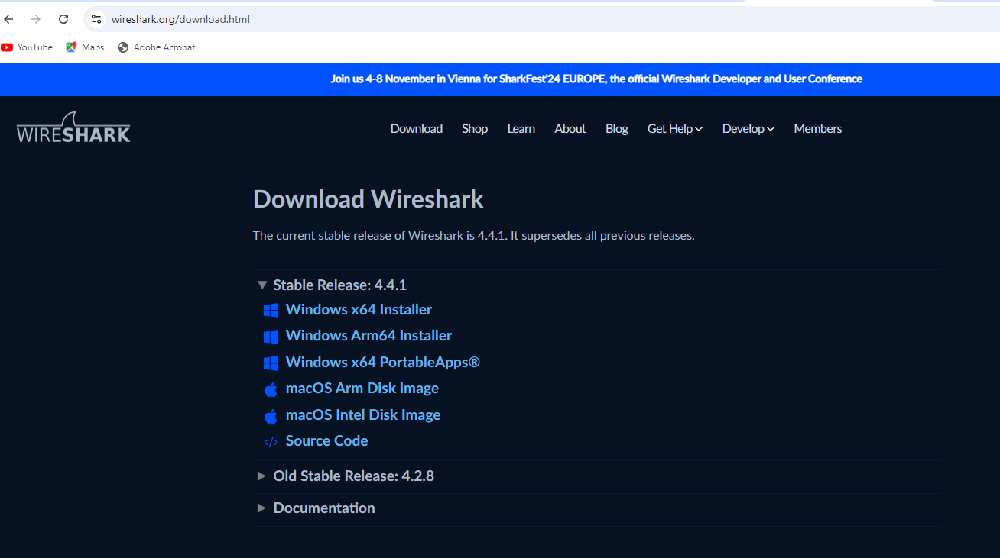 wireshark.org/download.html
YouTube Maps Adobe Acrobat
Join us 4-8 November in Vienna for SharkFest'24 EUROPE, the official Wireshark Developer and User Conference
WIRESHARK Download Shop Learn About Blog Get Help Develop Members
Download Wireshark
The current stable release of Wireshark is 4.4.1. It supersedes all previous releases.
Stable Release: 4.4.1
Windows x64 Installer
Windows Arm64 Installer
Windows x64 PortableApps®
macOS Arm Disk Image
macOS Intel Disk Image
</> Source Code
Old Stable Release: 4.2.8
Documentation